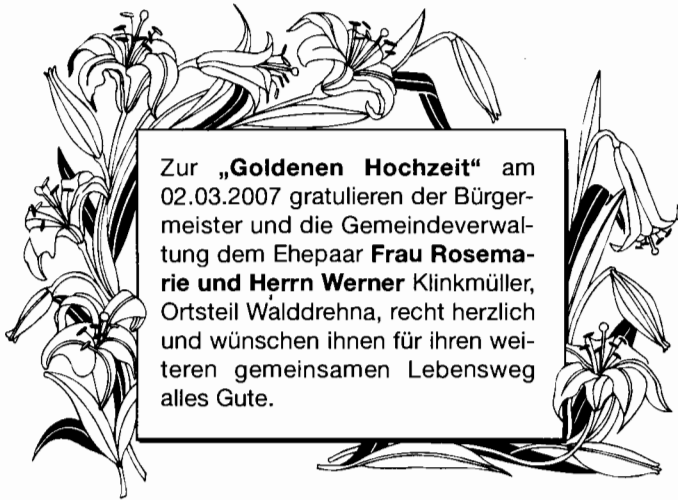 Zur „Goldenen Hochzeit“ am
02.03.2007 gratulieren der Bürger-
meister und die Gemeindeverwal-
tung dem Ehepaar Frau Rosema-
rie und Herrn Werner Klinkmüller,
Ortsteil Walddrehna, recht herzlich
und wünschen ihnen für ihren wei-
teren gemeinsamen Lebensweg
alles Gute.